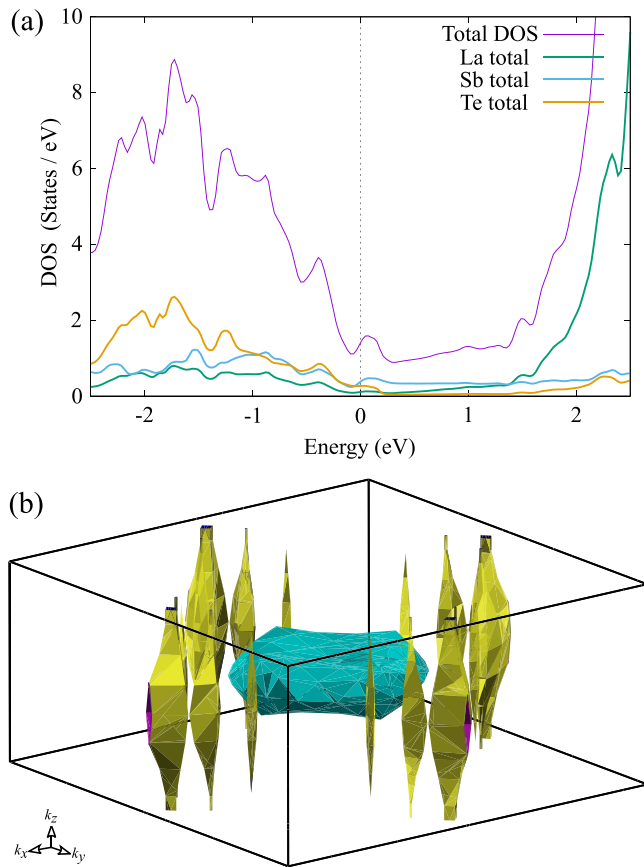 (a)
DOS (States / eV)
10
8
6
4
2
0
Total DOS
La total
Sb total
Te total
-2
-1
0
1
2
Energy (eV)
(b)
kz
kx
ky